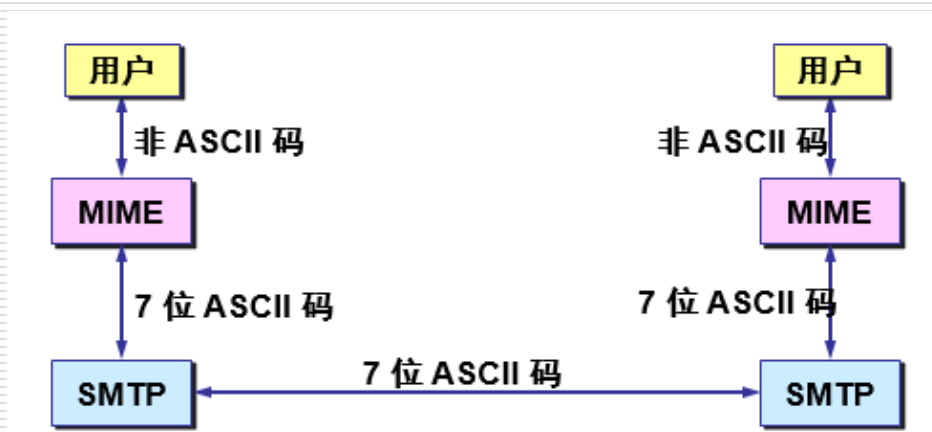 用户 用户
非 ASCII 码 非 ASCII 码
MIME MIME
7 位 ASCII 码 7 位 ASCII 码
7 位 ASCII 码
SMTP SMTP